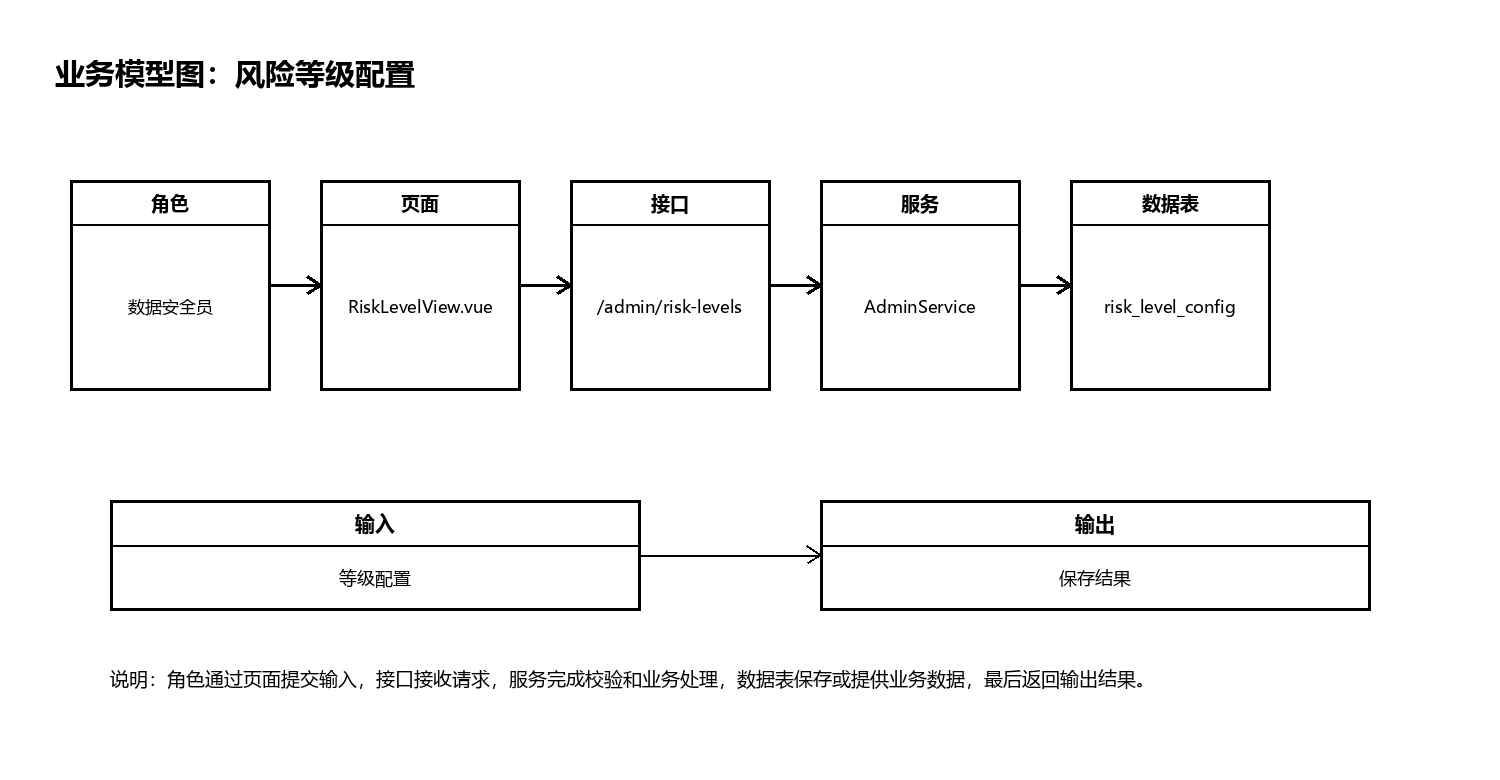 业务模型图：风险等级配置
角色
页面
接口
服务
数据表
数据安全员
RiskLevelView.vue
/admin/risk-levels
AdminService
risk_level_config
输入
输出
等级配置
保存结果
说明：角色通过页面提交输入，接口接收请求，服务完成校验和业务处理，数据表保存或提供业务数据，最后返回输出结果。